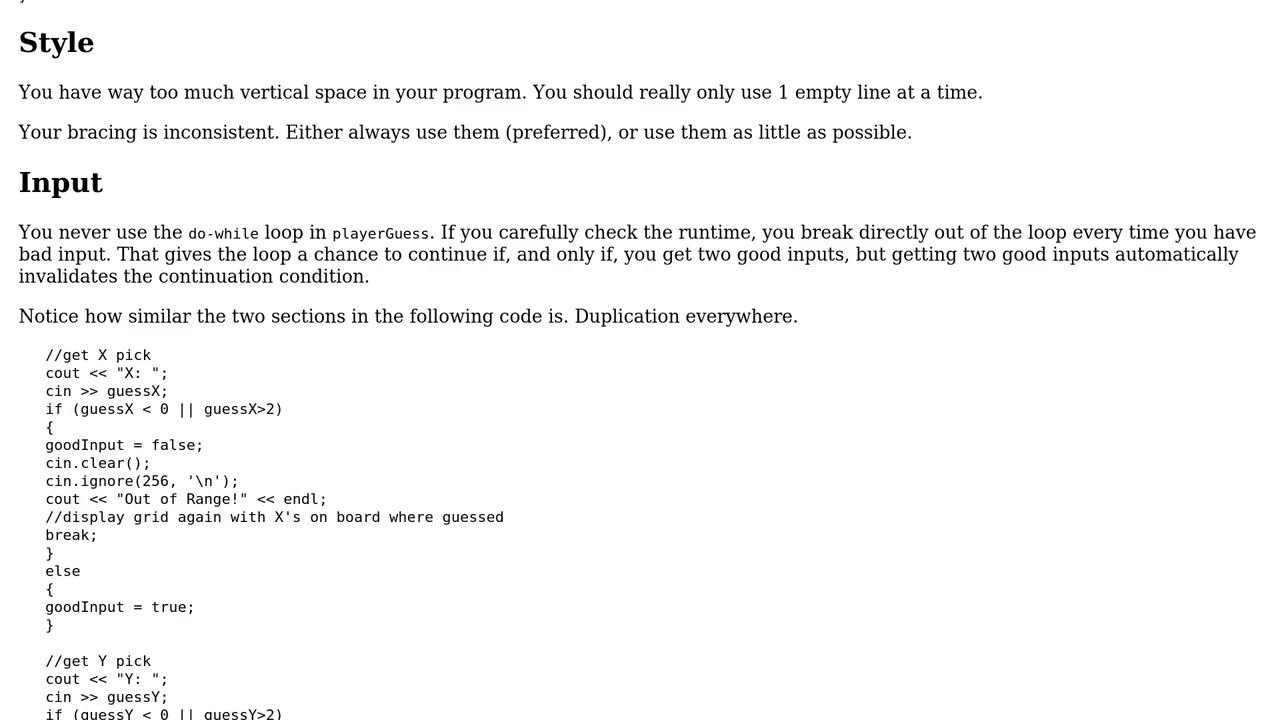 Style
You have way too much vertical space in your program. You should really only use 1 empty line at a time.
Your bracing is inconsistent. Either always use them (preferred), or use them as little as possible.
Input
You never use the do-while loop in playerGuess. If you carefully check the runtime, you break directly out of the loop every time you have
bad input. That gives the loop a chance to continue if, and only if, you get two good inputs, but getting two good inputs automatically
invalidates the continuation condition.
Notice how similar the two sections in the following code is. Duplication everywhere.
//get X pick
cout << "X: ";
cin >> guessX;
if (guessX < 0 || guessX>2)
{
goodInput = false;
cin.clear();
cin.ignore(256, '\n');
cout << "Out of Range!" << endl;
//display grid again with X's on board where guessed
break;
}
else
{
goodInput = true;
}
//get Y pick
cout << "Y: ";
cin >> guessY;
if (guessY < 0 || guessY>2)